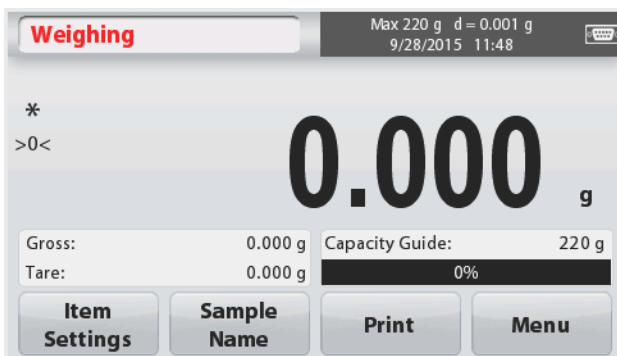 Weighing
Max 220 g d = 0.001 g
9/28/2015 11:48
*
>0<
0.000 g
Gross: 0.000 g
Tare: 0.000 g
Capacity Guide: 220 g
0%
Item
Settings
Sample
Name
Print
Menu